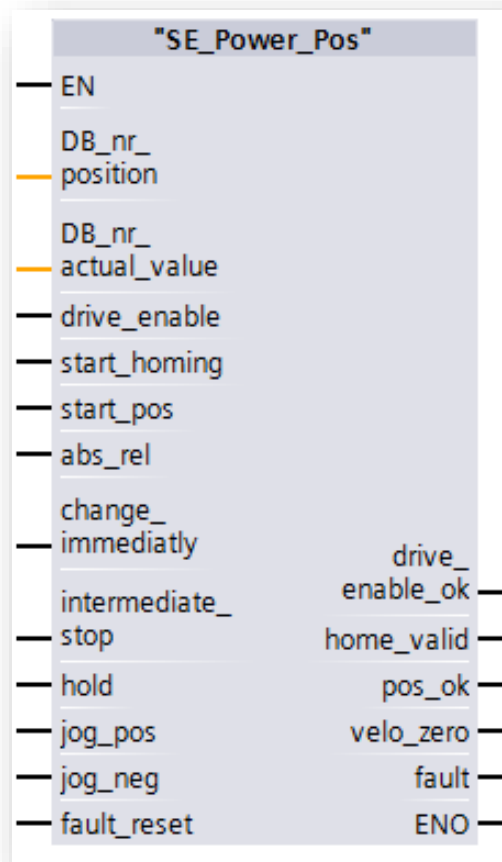 "SE_Power_Pos"
EN
DB_nr_
position
DB_nr_
actual_value
drive_enable
start_homing
start_pos
abs_rel
change_
immediatly
intermediate_
stop
hold
jog_pos
jog_neg
fault_reset
drive_
enable_ok
home_valid
pos_ok
velo_zero
fault
ENO